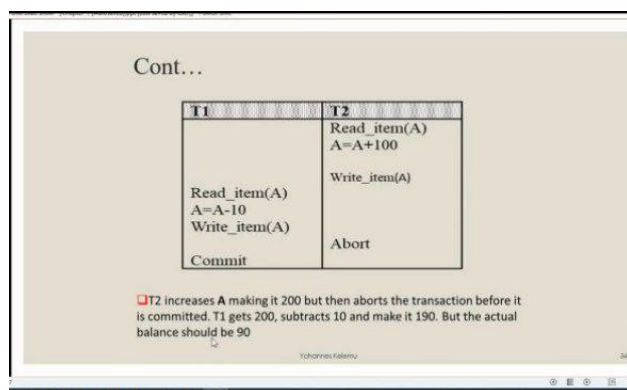 Cont...
T1 T2
Read_item(A)
A=A+100
Write_item(A)
Read_item(A)
A=A-10
Write_item(A)
Abort
Commit
T2 increases A making it 200 but then aborts the transaction before it
is committed. T1 gets 200, subtracts 10 and make it 190. But the actual
balance should be 90
Yohannes Kelemu